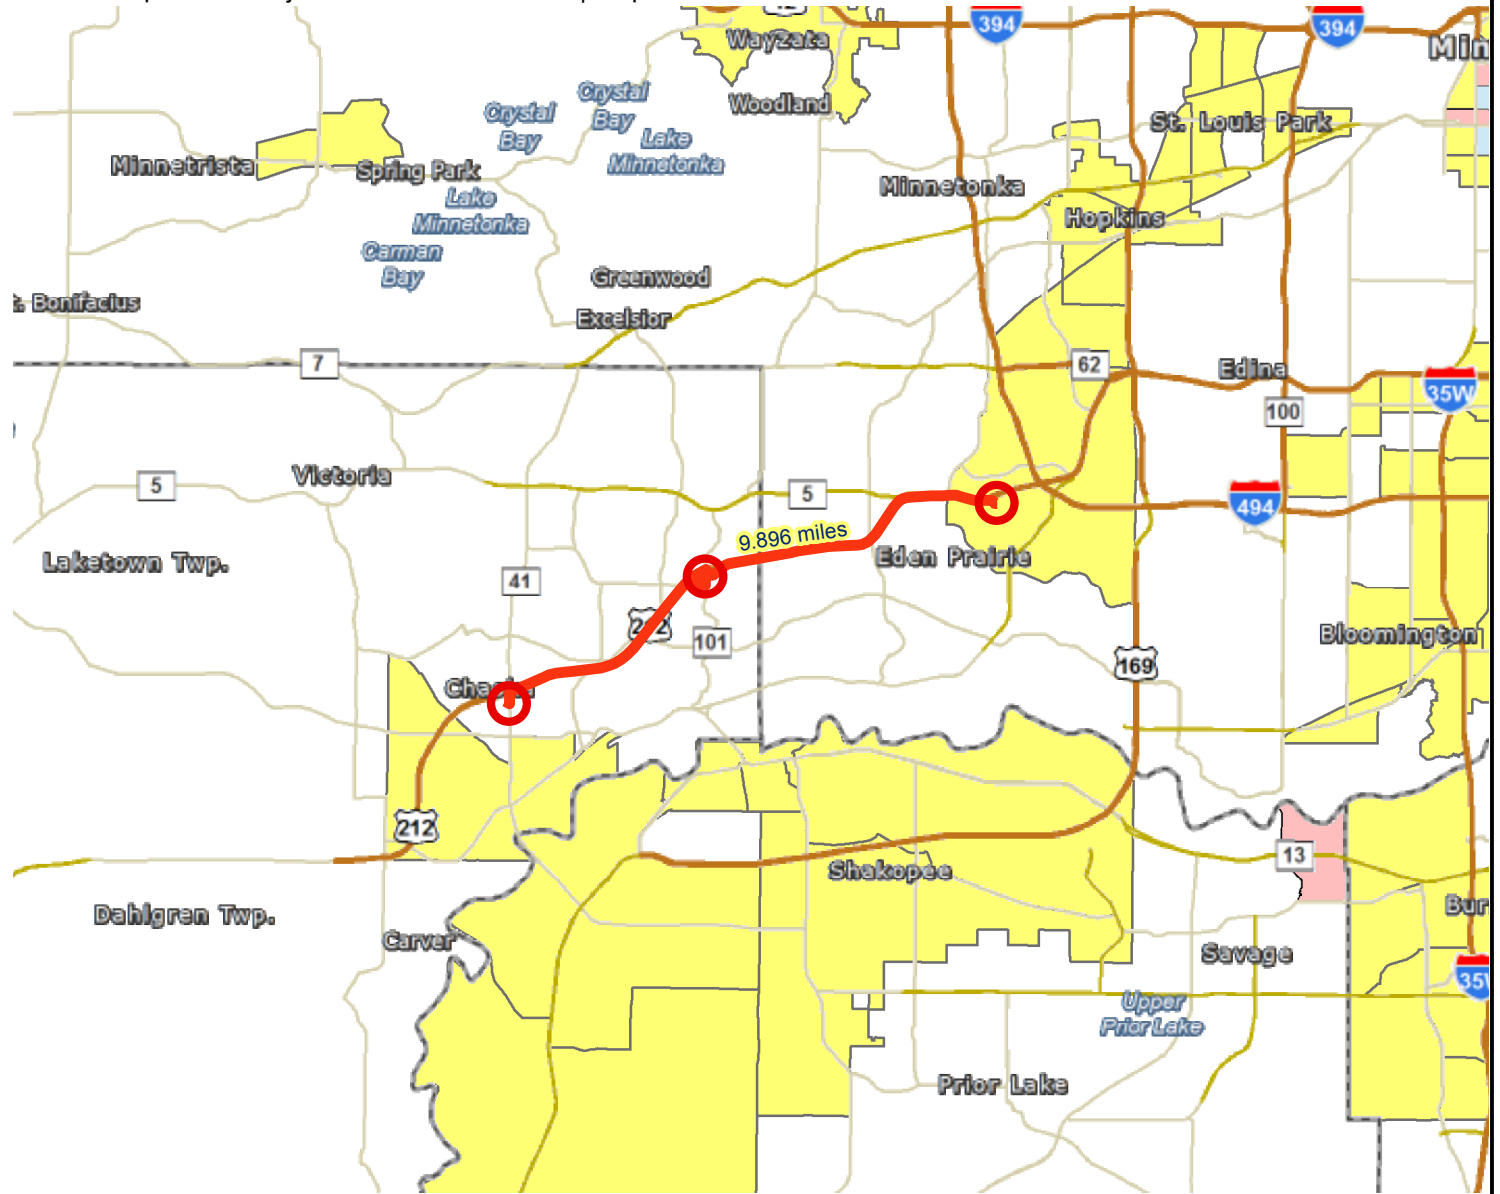 394
394
Wayzata
Min
Crystal
Bay
Crystal
Bay
Woodland
St. Louis Park
Lake
Minnetonka
Minnetrista
Spring Park
Minnetonka
Lake
Minnetonka
Hopkins
Carman
Bay
Greenwood
t. Bonifacius
Excelsior
7
62
Edina
35W
100
Victoria
5
5
494
9.896 miles
Eden Prairie
Laketown Twp.
41
101
Bloomington
169
212
13
Shakopee
Bur
Dahlgren Twp.
Carver
Savage
35W
Upper
Prior Lake
Prior Lake